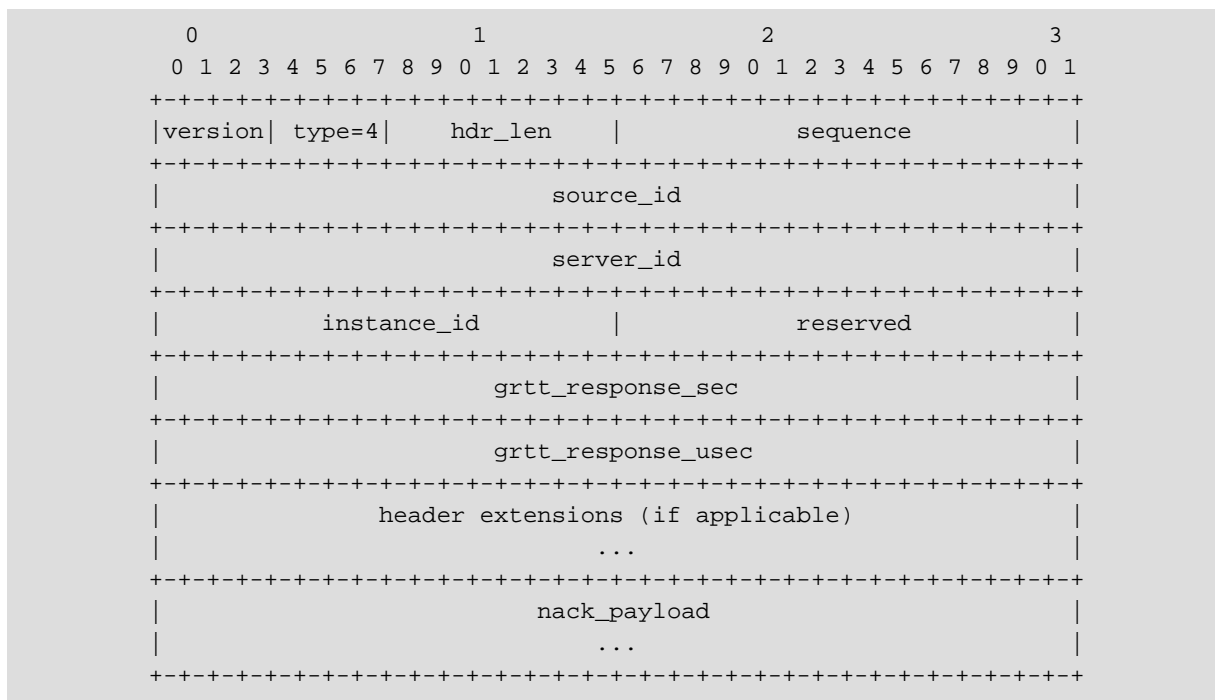 0                   1                   2                   3
    0 1 2 3 4 5 6 7 8 9 0 1 2 3 4 5 6 7 8 9 0 1 2 3 4 5 6 7 8 9 0 1
   +-+-+-+-+-+-+-+-+-+-+-+-+-+-+-+-+-+-+-+-+-+-+-+-+-+-+-+-+-+-+-+-+
   |version| type=4|    hdr_len    |            sequence           |
   +-+-+-+-+-+-+-+-+-+-+-+-+-+-+-+-+-+-+-+-+-+-+-+-+-+-+-+-+-+-+-+-+
   |                           source_id                           |
   +-+-+-+-+-+-+-+-+-+-+-+-+-+-+-+-+-+-+-+-+-+-+-+-+-+-+-+-+-+-+-+-+
   |                           server_id                           |
   +-+-+-+-+-+-+-+-+-+-+-+-+-+-+-+-+-+-+-+-+-+-+-+-+-+-+-+-+-+-+-+-+
   |           instance_id         |            reserved           |
   +-+-+-+-+-+-+-+-+-+-+-+-+-+-+-+-+-+-+-+-+-+-+-+-+-+-+-+-+-+-+-+-+
   |                       grtt_response_sec                       |
   +-+-+-+-+-+-+-+-+-+-+-+-+-+-+-+-+-+-+-+-+-+-+-+-+-+-+-+-+-+-+-+-+
   |                       grtt_response_usec                      |
   +-+-+-+-+-+-+-+-+-+-+-+-+-+-+-+-+-+-+-+-+-+-+-+-+-+-+-+-+-+-+-+-+
   |               header extensions (if applicable)               |
   |                              ...                              |
   +-+-+-+-+-+-+-+-+-+-+-+-+-+-+-+-+-+-+-+-+-+-+-+-+-+-+-+-+-+-+-+-+
   |                          nack_payload                         |
   |                              ...                              |
   +-+-+-+-+-+-+-+-+-+-+-+-+-+-+-+-+-+-+-+-+-+-+-+-+-+-+-+-+-+-+-+-+